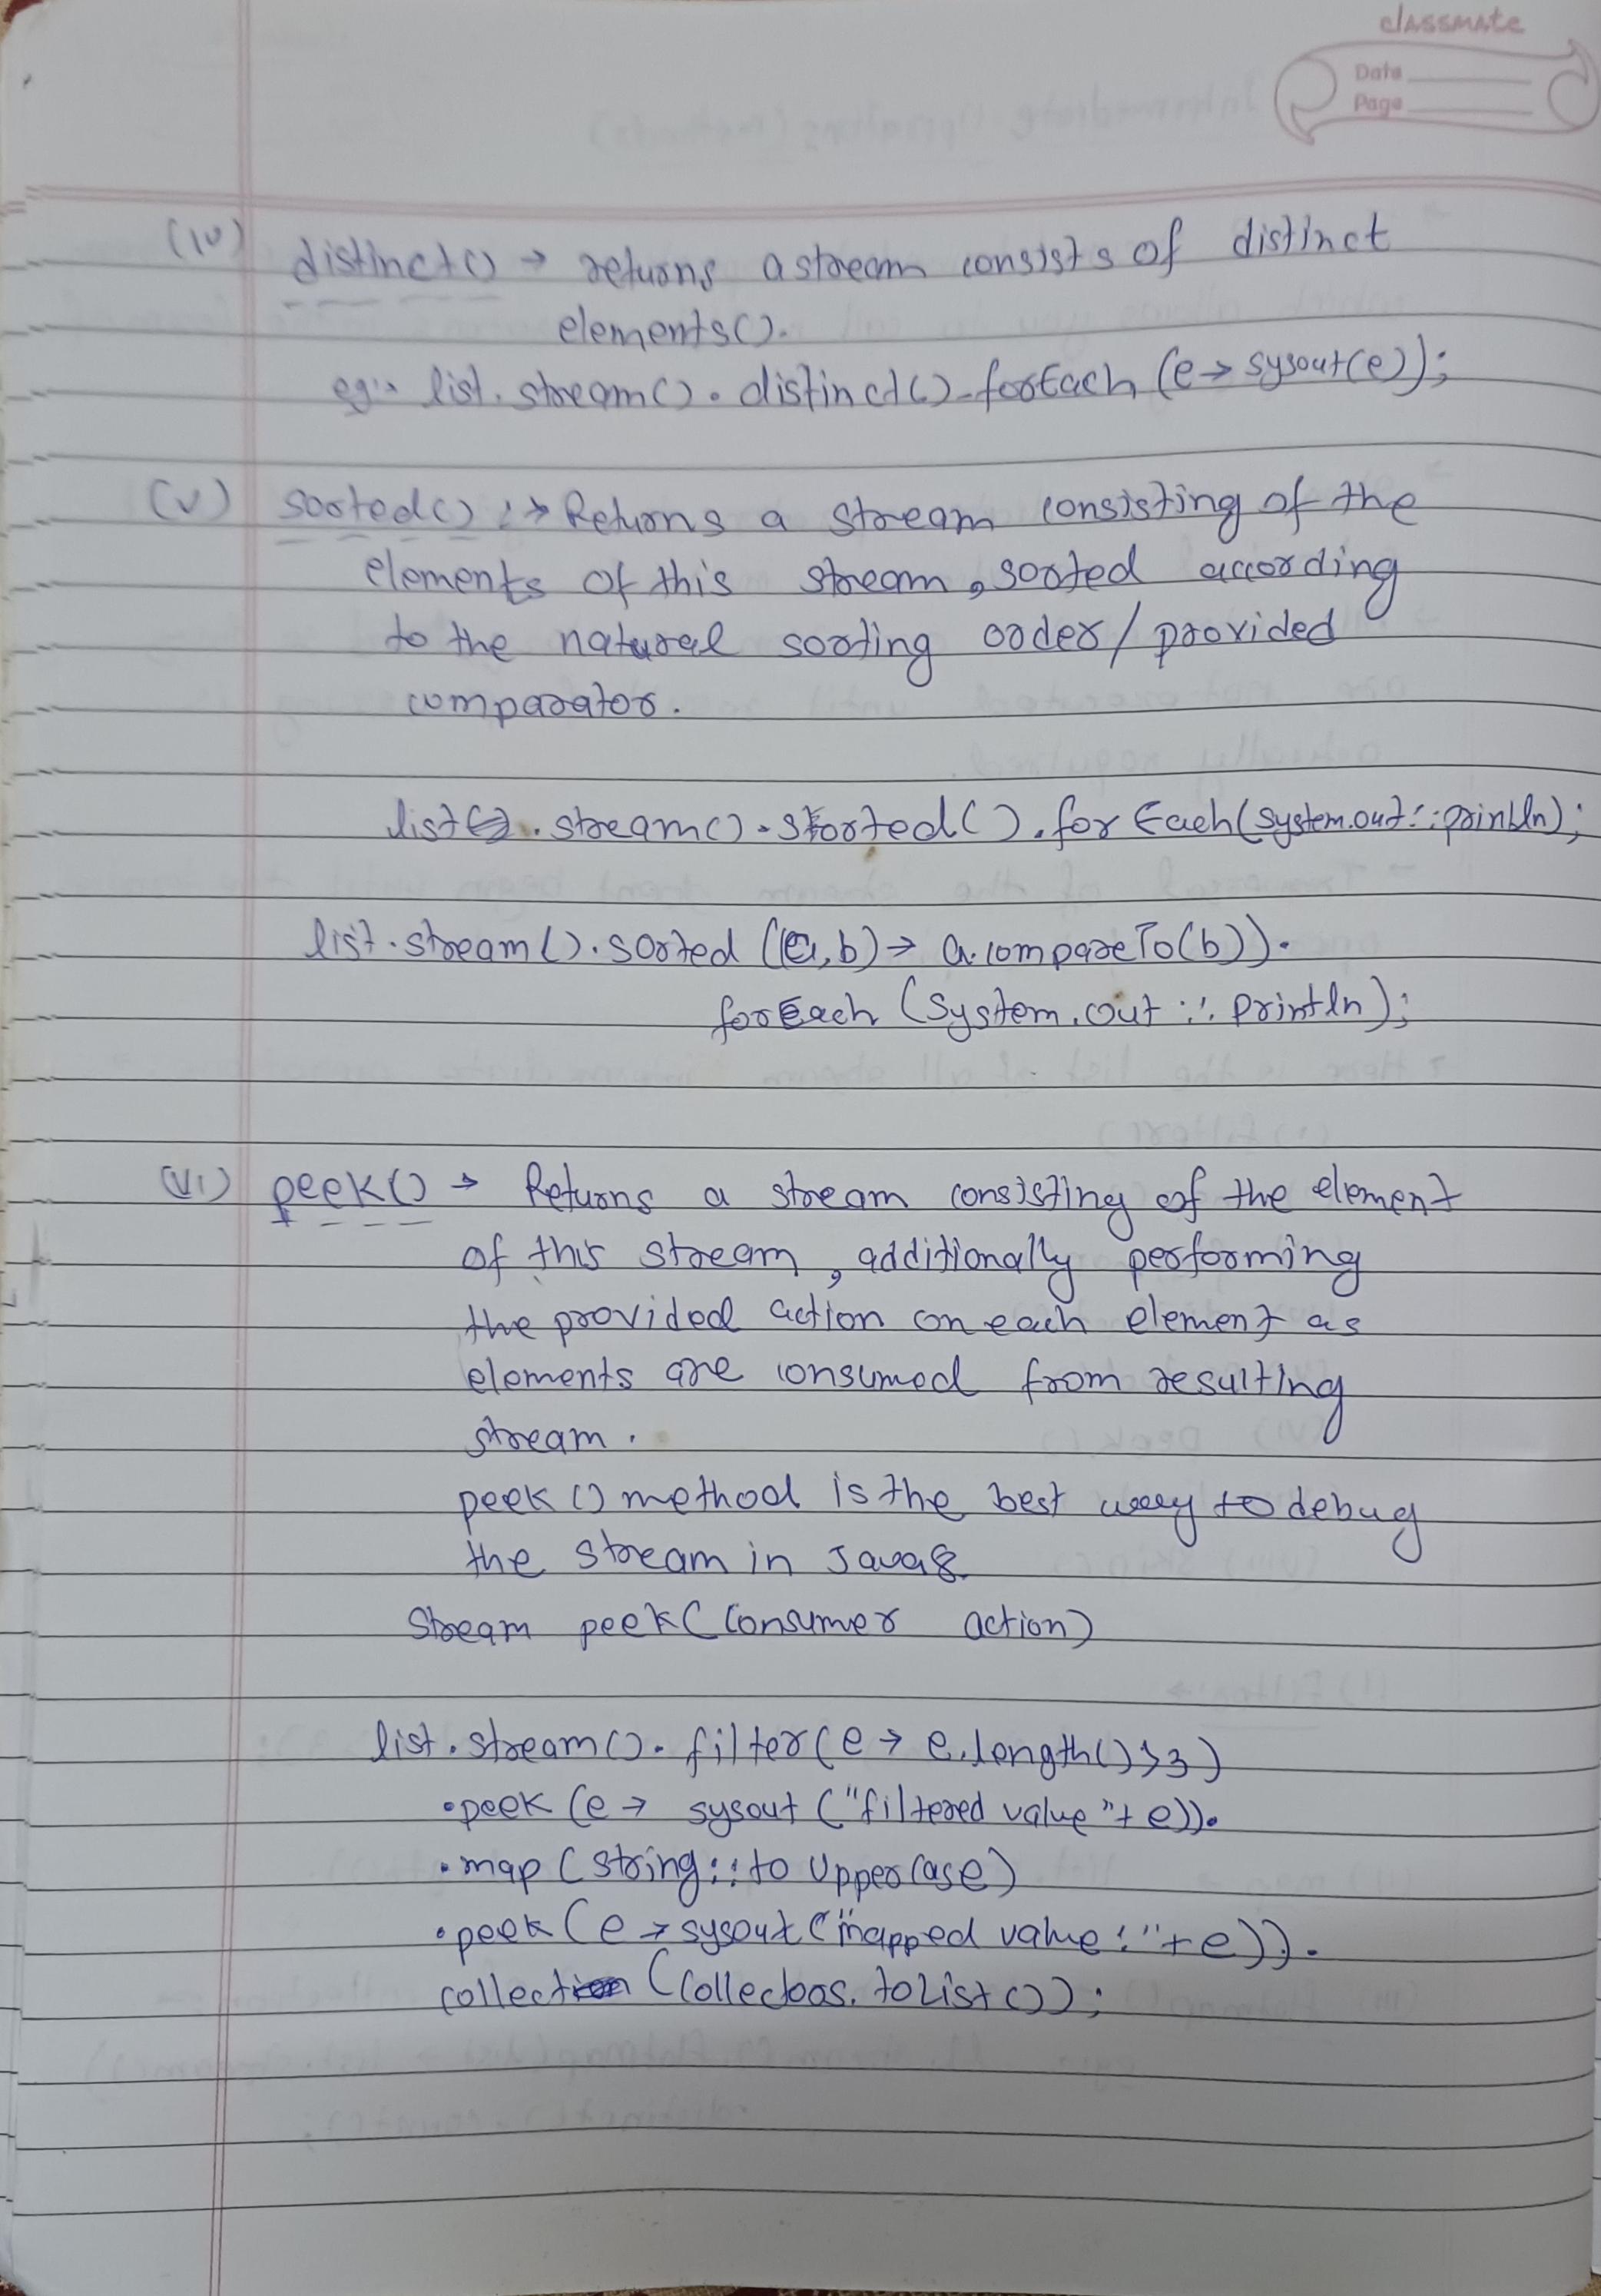 classmate
Date
Page
(iv) distinct() → returns a stream consists of distinct
elements().
eg:- list.stream().distinct().forEach(e→sysout(e));
(v) sorted() :→ Returns a stream consisting of the
elements of this stream, sorted according
to the natural sorting order/provided
comparator.
list.stream().sorted().forEach(System.out::println);
list.stream().sorted((a,b)→ a.compareTo(b)).
forEach(System.out::println);
(vi) peek() → Returns a stream consisting of the element
of this stream, additionally performing
the provided action on each element as
elements are consumed from resulting
stream.
peek() method is the best way to debug
the stream in Java8.
Stream peek(Consumer action)
list.stream().filter(e→ e.length()>3)
.peek(e→ sysout("filtered value"+e)).
.map(String::toUpperCase)
.peek(e→sysout("mapped value:"+e)).
collect(Collectors.toList());